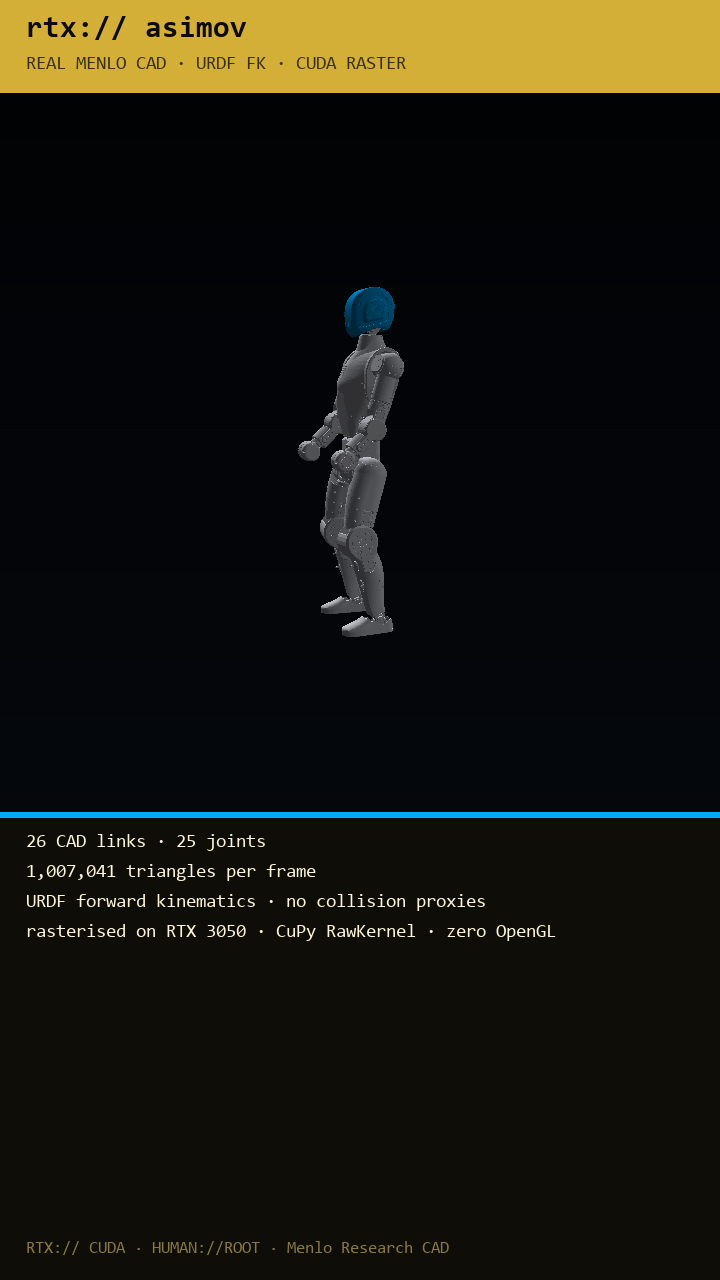 rtx:// asimov
REAL MENLO CAD · URDF FK · CUDA RASTER
26 CAD links · 25 joints
1,007,041 triangles per frame
URDF forward kinematics · no collision proxies
rasterised on RTX 3050 · CuPy RawKernel · zero OpenGL
RTX:// CUDA · HUMAN://ROOT · Menlo Research CAD